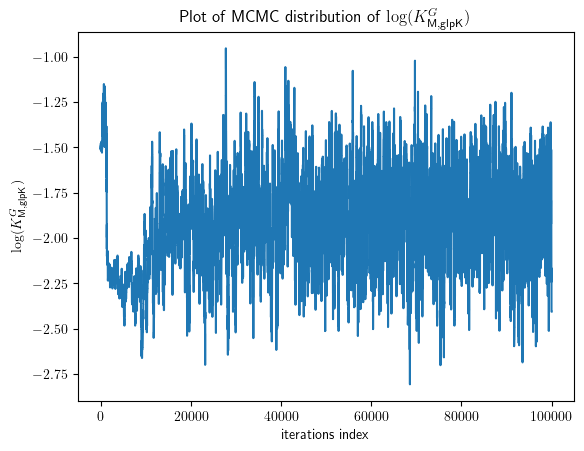 Plot of MCMC distribution of log(K^G_{M,glpK})
−1.00
−1.25
−1.50
−1.75
−2.00
−2.25
−2.50
−2.75
log(K^G_{M,glpK})
0 20000 40000 60000 80000 100000
iterations index